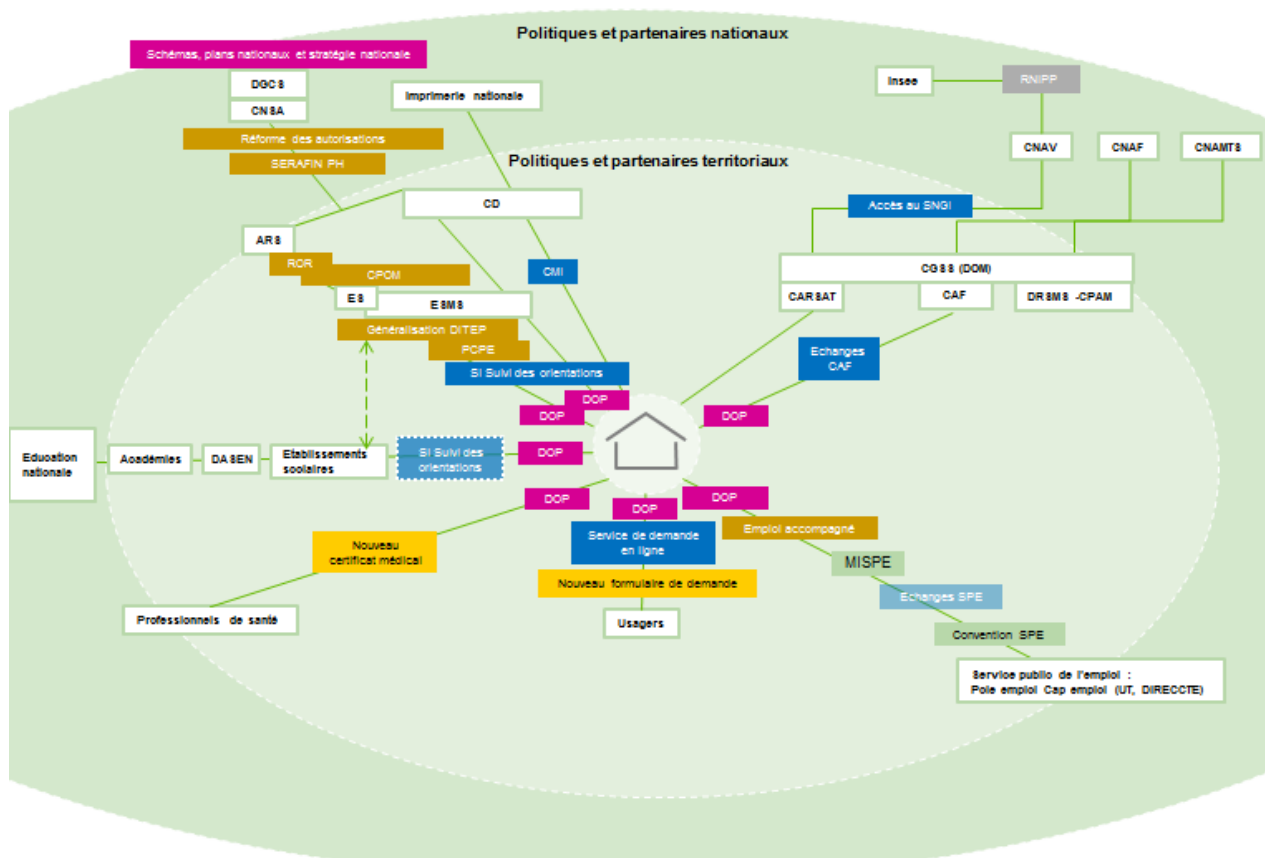 Politiques et partenaires nationaux
Schémas, plans nationaux et stratégie nationale
DGCS
CNSA
Imprimerie nationale
Insee
RNIPP
Réforme des autorisations
SERAFIN PH
Politiques et partenaires territoriaux
CNAV
CNAF
CNAMTS
CD
Accès au SNGI
ARS
ROR
CPOM
CMI
CGSS (DOM)
ES
ESMS
CARSAT
CAF
DRSMS -CPAM
Généralisation DITEP
PCPE
SI Suivi des orientations
Echanges
CAF
DOP
DOP
DOP
Education
nationale
Académies
DASEN
Etablissements
scolaires
SI Suivi des
orientations
DOP
DOP
DOP
DOP
Nouveau
certificat médical
Service de demande
en ligne
Emploi accompagné
MISPE
Nouveau formulaire de demande
Echanges SPE
Professionnels de santé
Usagers
Convention SPE
Service public de l'emploi :
Pole emploi Cap emploi (UT, DIRECCTE)